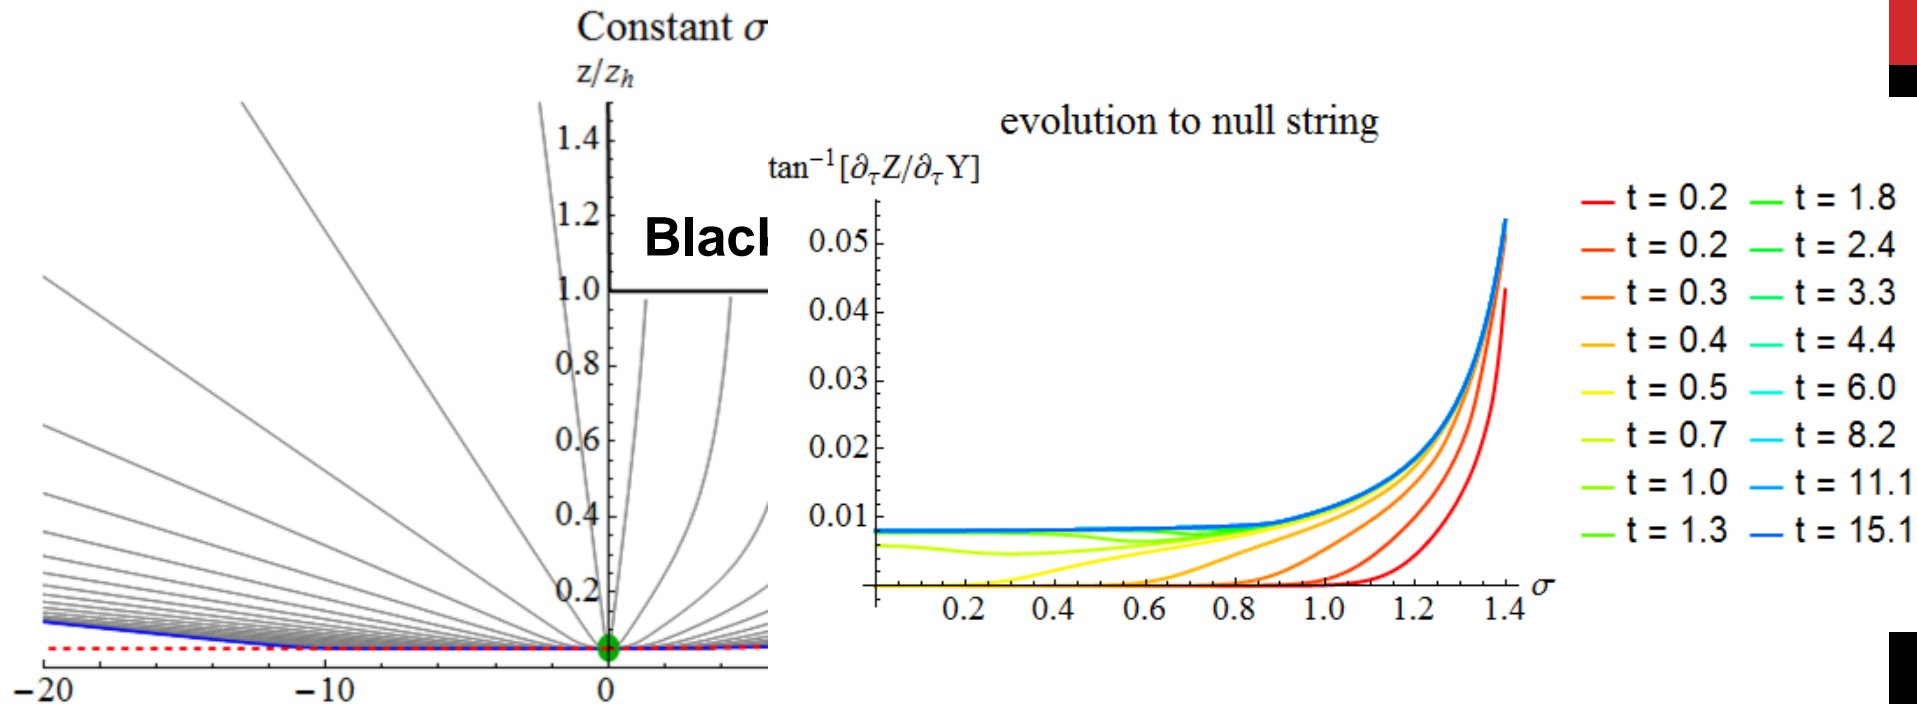 Constant σ
z/z_h
1.4
1.2
Blac
1.0
0.8
0.6
0.4
0.2
−20 −10 0
evolution to null string
tan⁻¹[∂_τZ/∂_τY]
0.05
0.04
0.03
0.02
0.01
0.2 0.4 0.6 0.8 1.0 1.2 1.4 σ
t = 0.2 t = 1.8
t = 0.2 t = 2.4
t = 0.3 t = 3.3
t = 0.4 t = 4.4
t = 0.5 t = 6.0
t = 0.7 t = 8.2
t = 1.0 t = 11.1
t = 1.3 t = 15.1